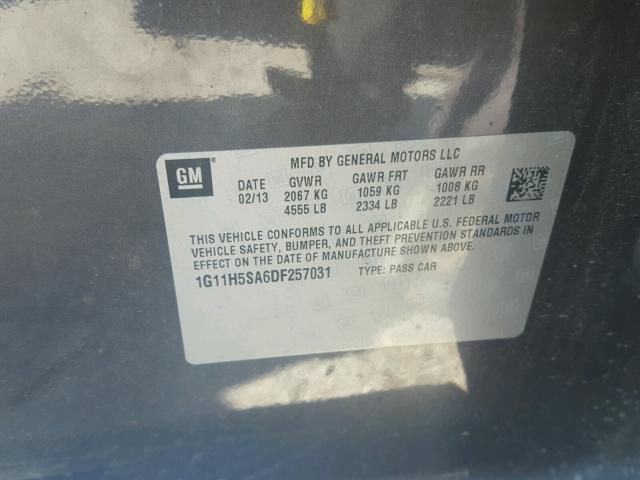 GM
MFD BY GENERAL MOTORS LLC
DATE GVWR GAWR FRT GAWR RR
02/13 2067 KG 1059 KG 1008 KG
4555 LB 2334 LB 2221 LB
THIS VEHICLE CONFORMS TO ALL APPLICABLE U.S. FEDERAL MOTOR
VEHICLE SAFETY, BUMPER, AND THEFT PREVENTION STANDARDS IN
EFFECT ON THE DATE OF MANUFACTURE SHOWN ABOVE.
1G11H5SA6DF257031 TYPE: PASS CAR